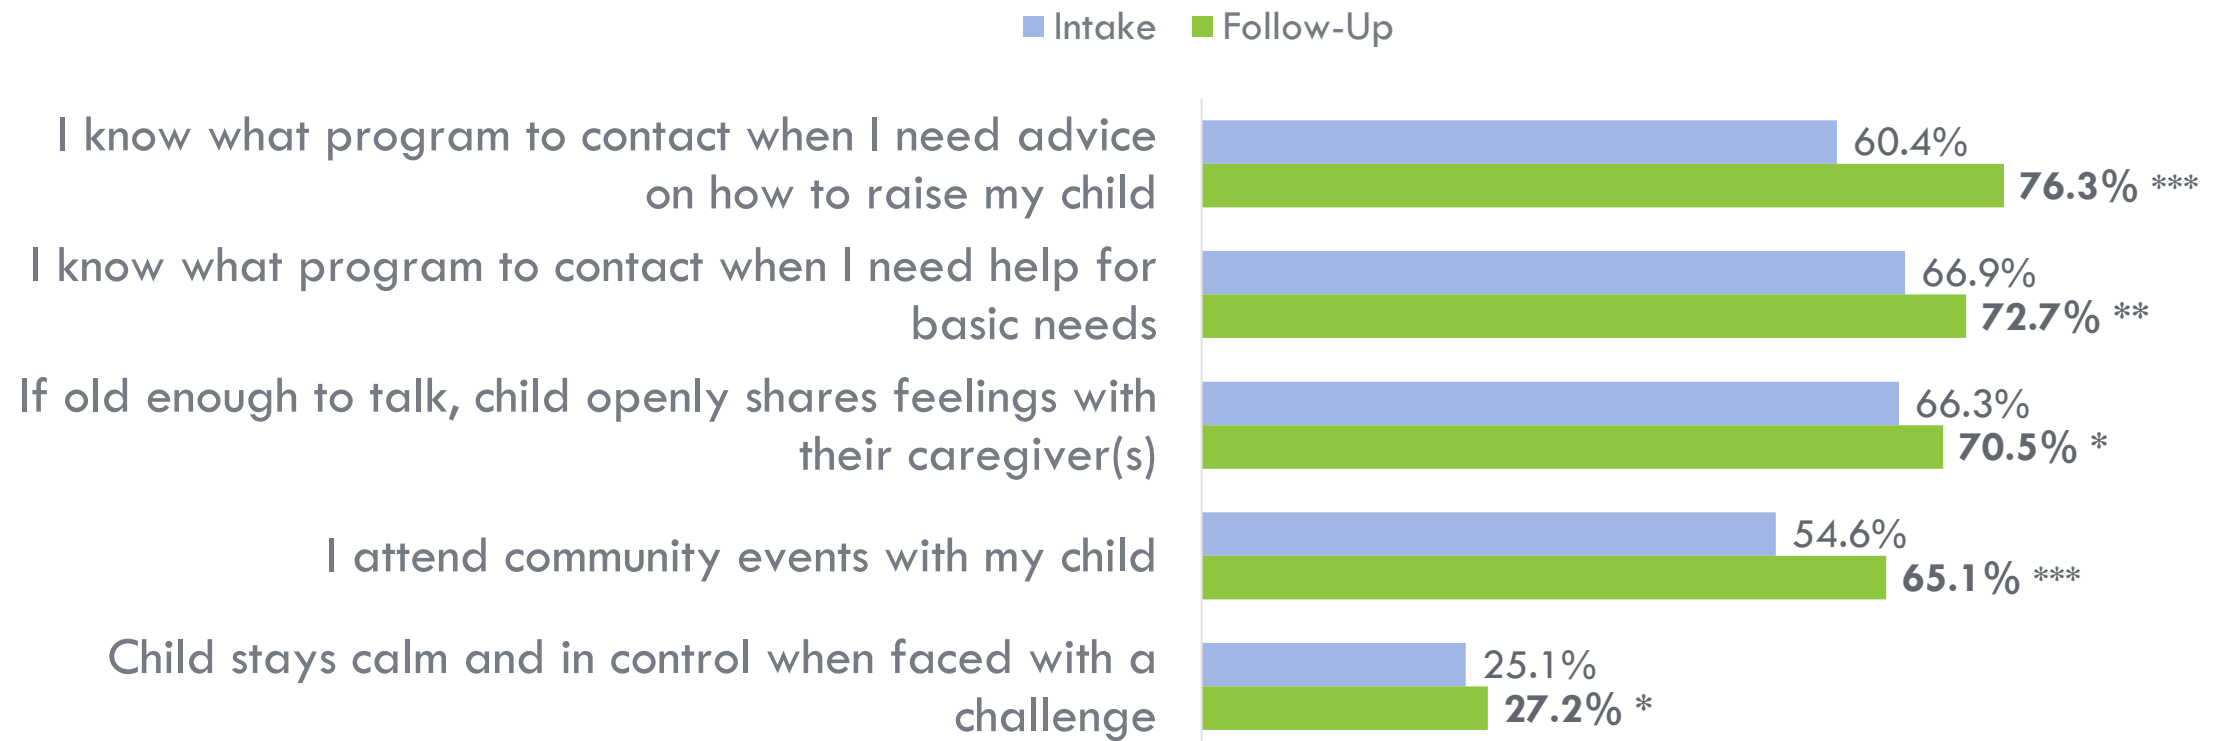 Intake Follow-Up
I know what program to contact when I need advice
on how to raise my child
60.4%
76.3% ***
I know what program to contact when I need help for
basic needs
66.9%
72.7% **
If old enough to talk, child openly shares feelings with
their caregiver(s)
66.3%
70.5% *
I attend community events with my child
54.6%
65.1% ***
Child stays calm and in control when faced with a
challenge
25.1%
27.2% *